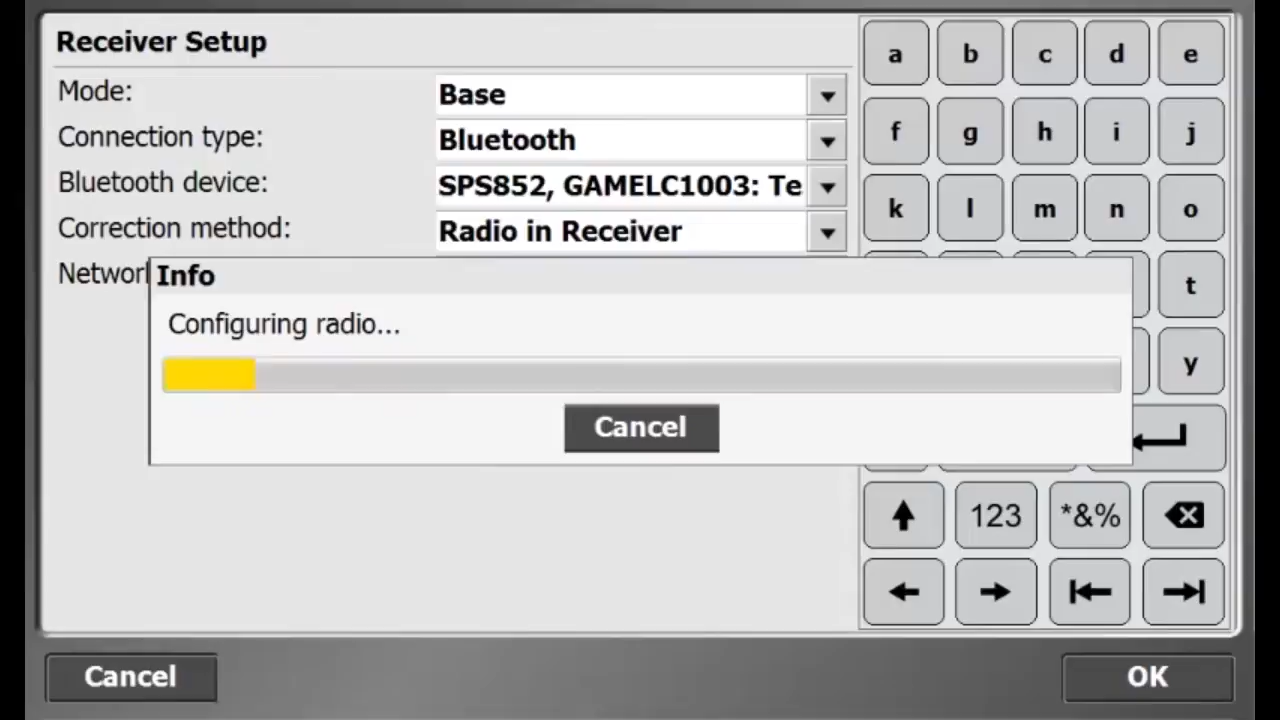 Receiver Setup
Mode: Base
Connection type: Bluetooth
Bluetooth device: SPS852, GAMELC1003: Te
Correction method: Radio in Receiver
Info
Configuring radio...
Cancel
a b c d e
f g h i j
k l m n o
t
y
123 *&%
Cancel OK